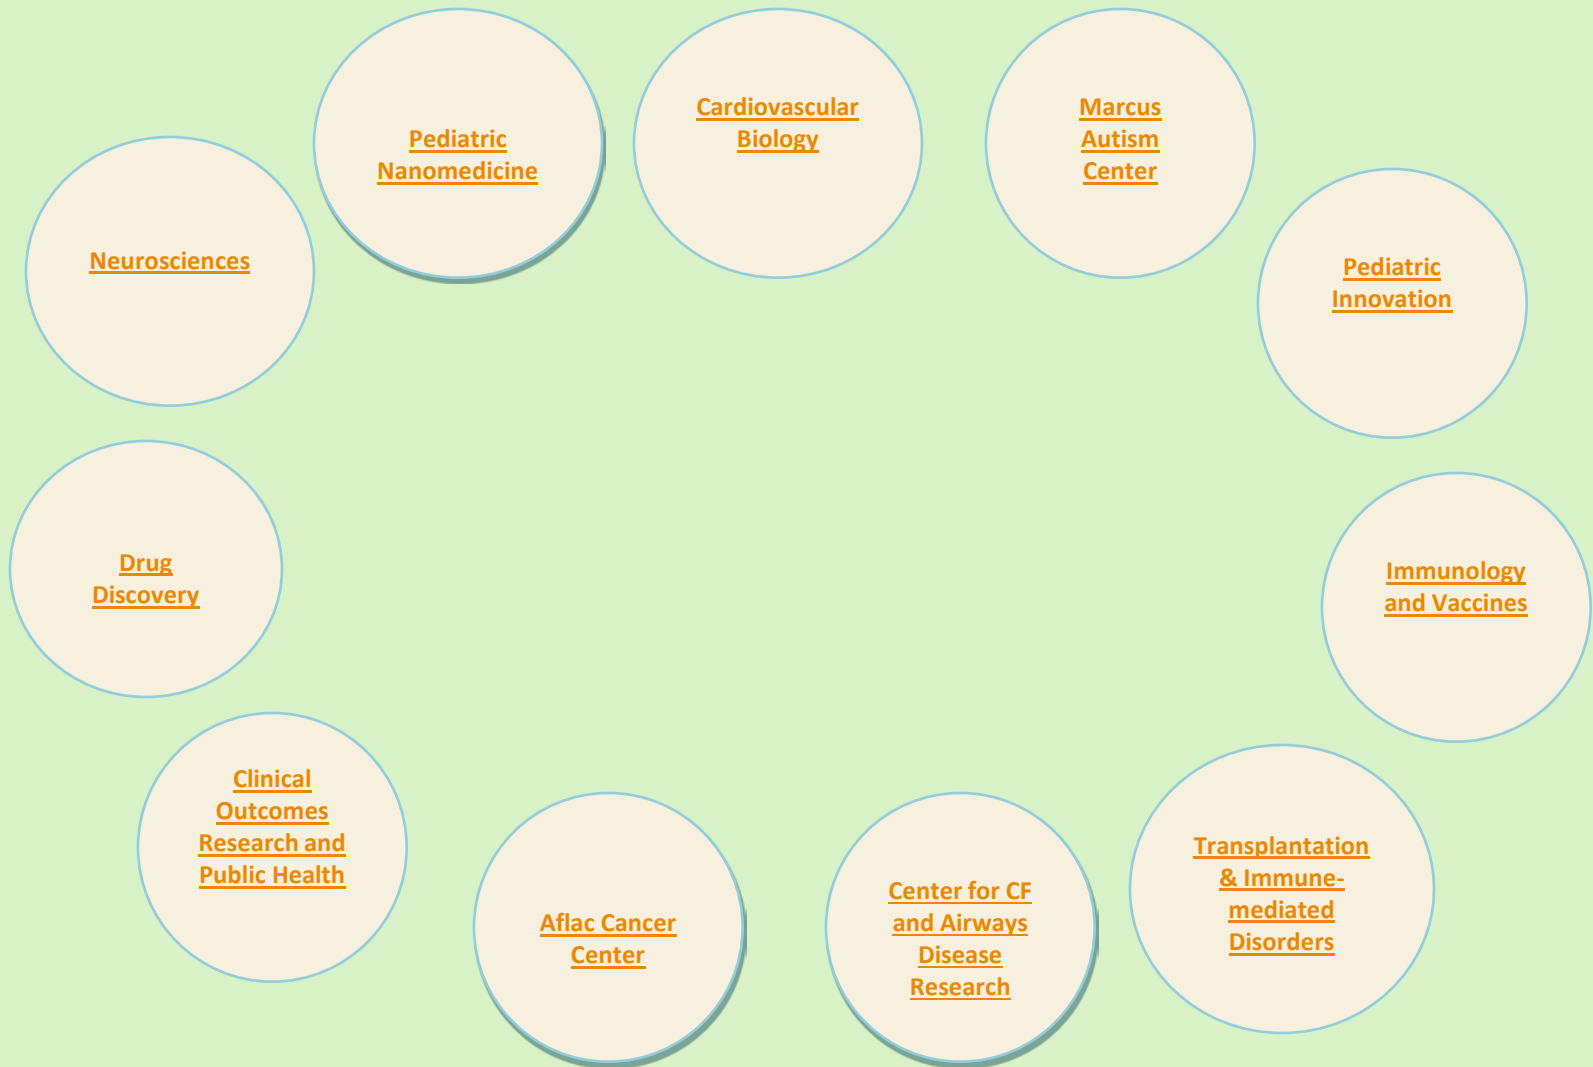 Pediatric
Nanomedicine
Cardiovascular
Biology
Marcus
Autism
Center
Neurosciences
Pediatric
Innovation
Drug
Discovery
Immunology
and Vaccines
Clinical
Outcomes
Research and
Public Health
Aflac Cancer
Center
Center for CF
and Airways
Disease
Research
Transplantation
& Immune-
mediated
Disorders